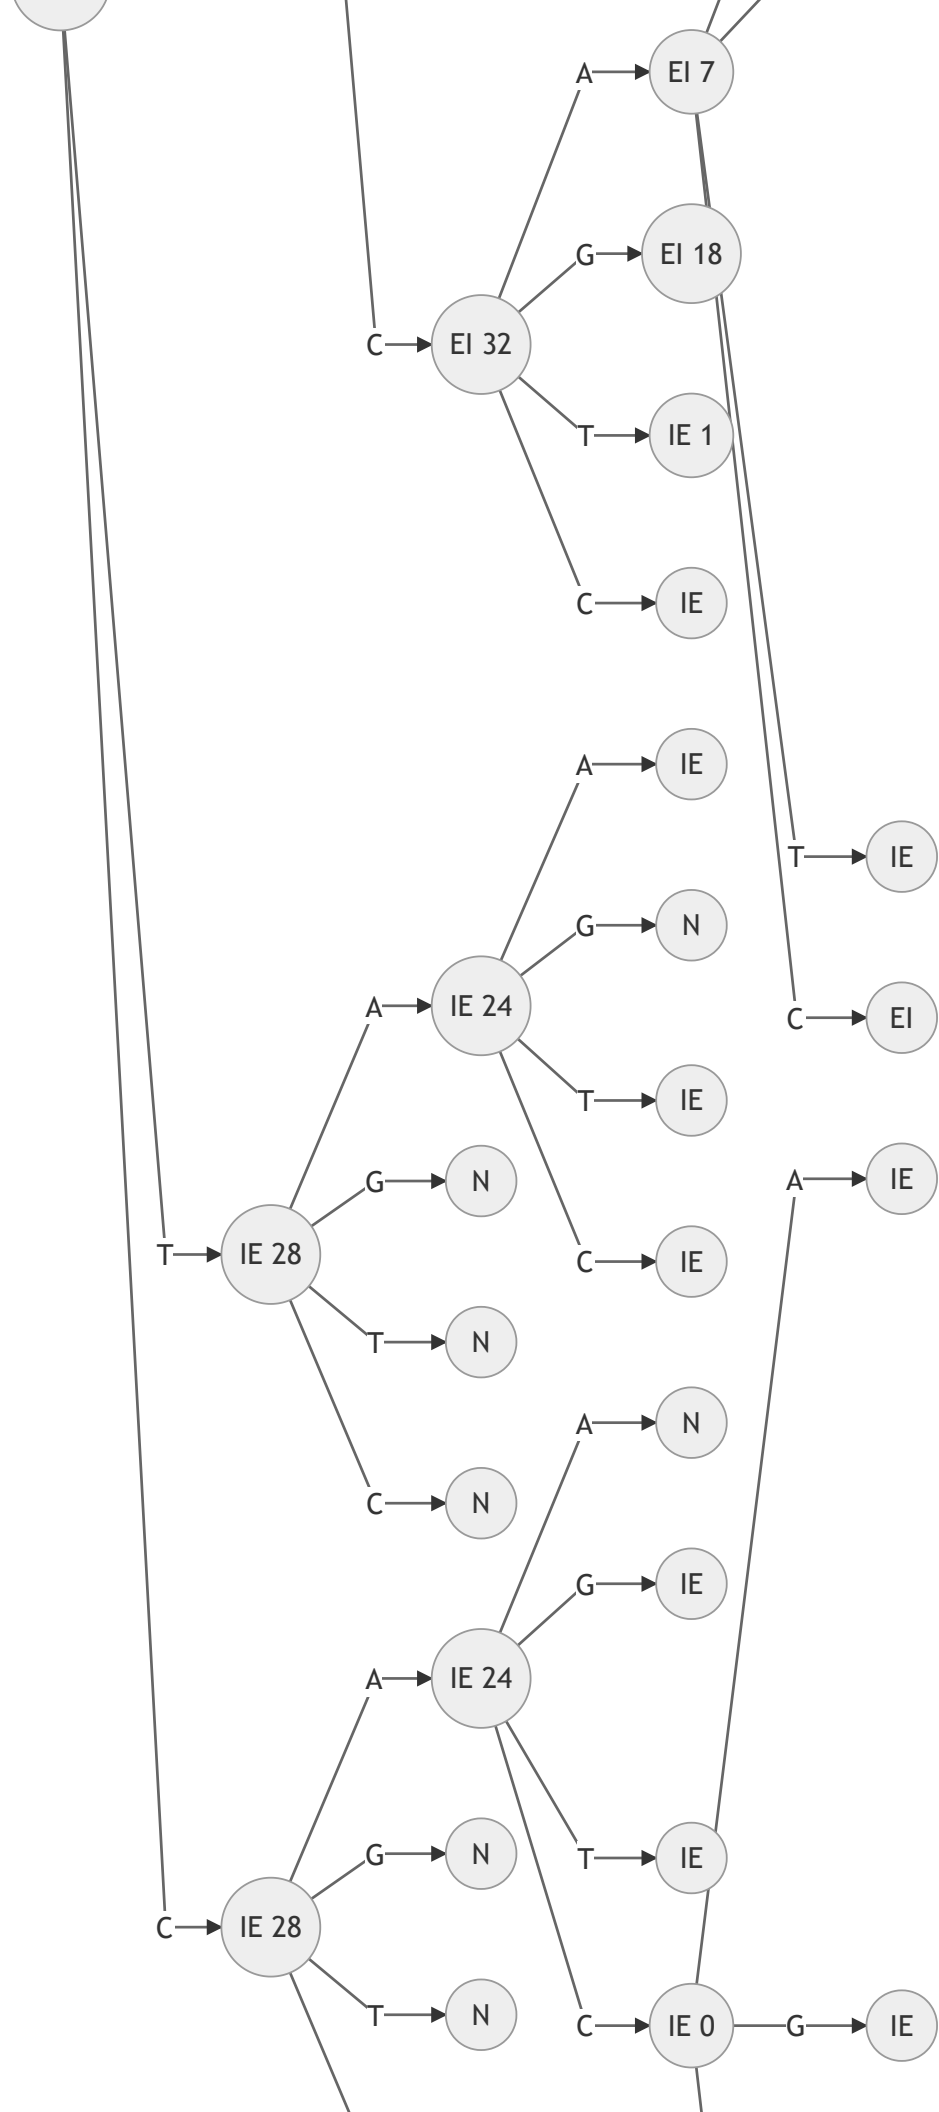 A EI 7
G EI 18
C EI 32
T IE 1
C IE
A IE
T IE
G N
A IE 24
C EI
T IE
A IE
G N
T IE 28
C IE
T N
A N
C N
G IE
A IE 24
G N
T IE
C IE 28
T N
C IE 0 G IE